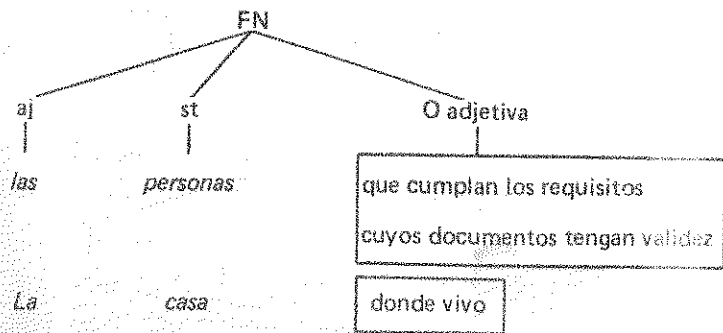 FN
aj st O adjetiva
las personas que cumplan los requisitos
cuyos documentos tengan validez
La casa donde vivo